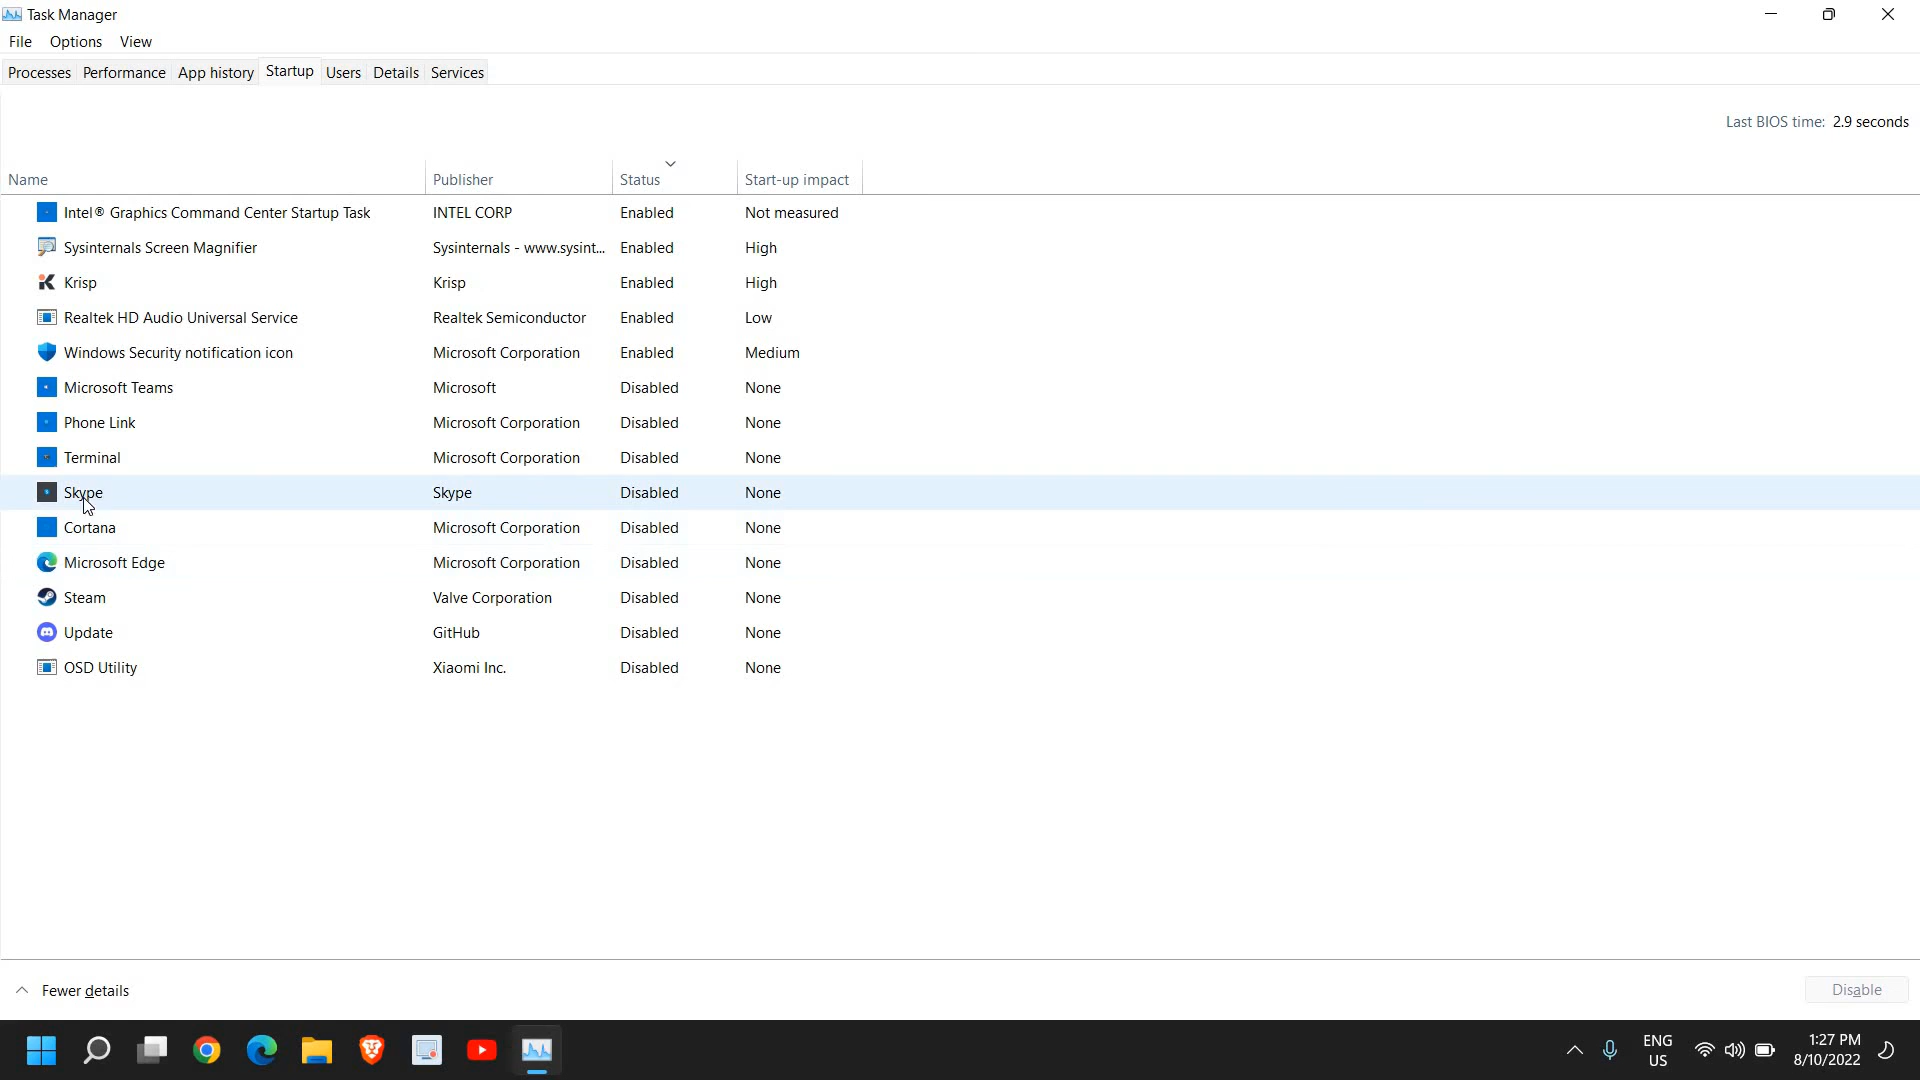 Task Manager
File Options View
Processes Performance App history Startup Users Details Services
Last BIOS time: 2.9 seconds
Name Publisher Status Start-up impact
Intel® Graphics Command Center Startup Task INTEL CORP Enabled Not measured
Sysinternals Screen Magnifier Sysinternals - www.sysint... Enabled High
Krisp Krisp Enabled High
Realtek HD Audio Universal Service Realtek Semiconductor Enabled Low
Windows Security notification icon Microsoft Corporation Enabled Medium
Microsoft Teams Microsoft Disabled None
Phone Link Microsoft Corporation Disabled None
Terminal Microsoft Corporation Disabled None
Skype Skype Disabled None
Cortana Microsoft Corporation Disabled None
Microsoft Edge Microsoft Corporation Disabled None
Steam Valve Corporation Disabled None
Update GitHub Disabled None
OSD Utility Xiaomi Inc. Disabled None
Fewer details Disable
ENG 1:27 PM
US 8/10/2022